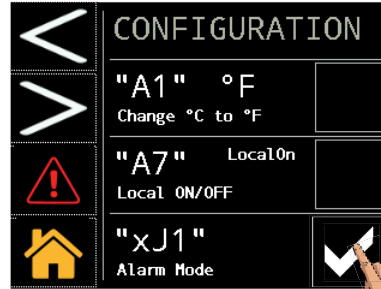 CONFIGURATION
"A1" °F
Change °C to °F
"A7" LocalOn
Local ON/OFF
"xJ1"
Alarm Mode